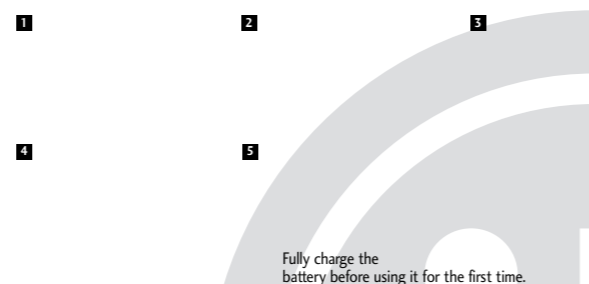 1 2 3
4 5
Fully charge the
battery before using it for the first time.